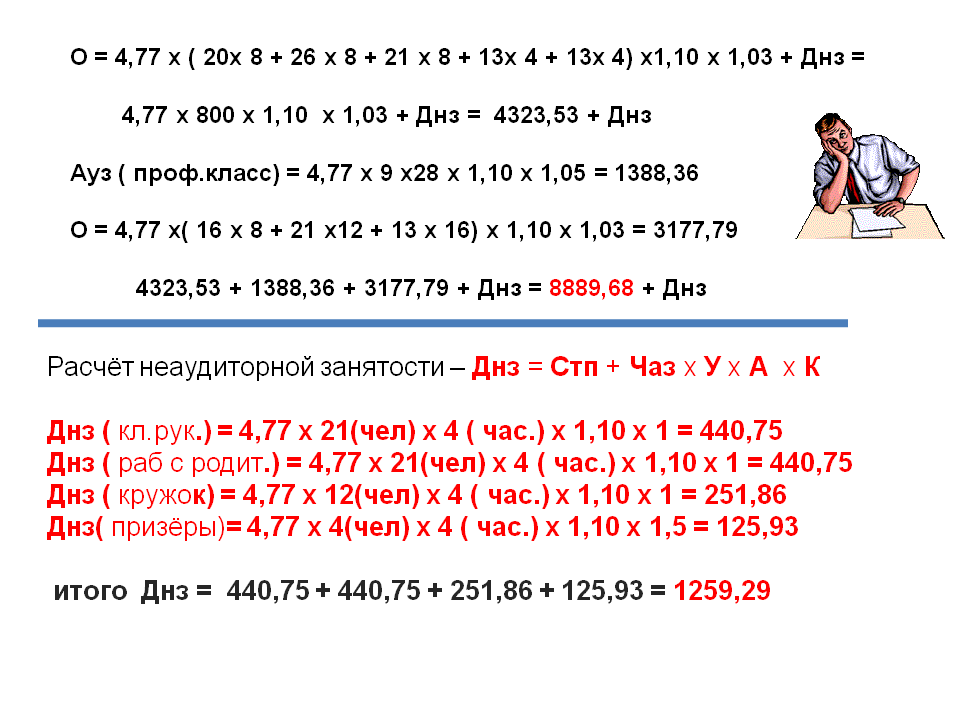 О = 4,77 х ( 20х 8 + 26 х 8 + 21 х 8 + 13х 4 + 13х 4) х1,10 х 1,03 + Днз =
4,77 х 800 х 1,10 х 1,03 + Днз = 4323,53 + Днз
Ауз ( проф.класс) = 4,77 х 9 х28 х 1,10 х 1,05 = 1388,36
О = 4,77 х( 16 х 8 + 21 х12 + 13 х 16) х 1,10 х 1,03 = 3177,79
4323,53 + 1388,36 + 3177,79 + Днз = 8889,68 + Днз
Расчёт неаудиторной занятости – Днз = Стп + Чаз х У х А х К
Днз ( кл.рук.) = 4,77 х 21(чел) х 4 ( час.) х 1,10 х 1 = 440,75
Днз ( раб с родит.) = 4,77 х 21(чел) х 4 ( час.) х 1,10 х 1 = 440,75
Днз ( кружок) = 4,77 х 12(чел) х 4 ( час.) х 1,10 х 1 = 251,86
Днз( призёры)= 4,77 х 4(чел) х 4 ( час.) х 1,10 х 1,5 = 125,93
итого Днз = 440,75 + 440,75 + 251,86 + 125,93 = 1259,29